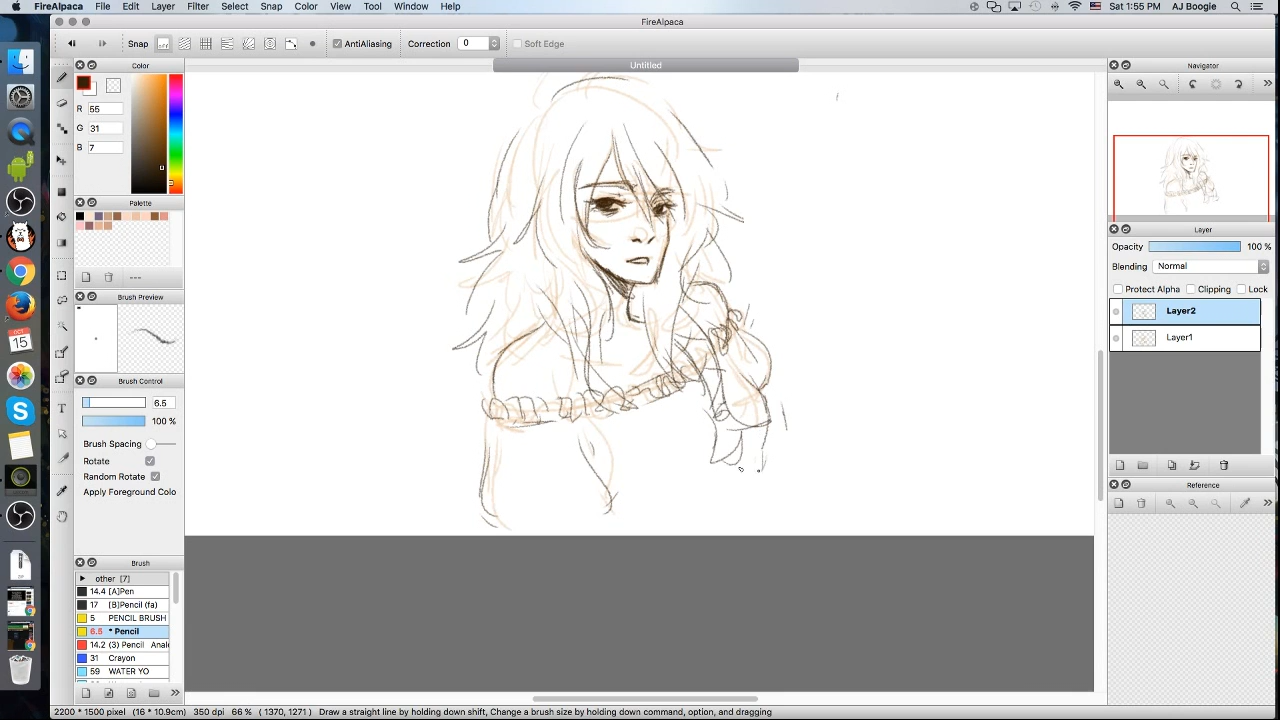 FireAlpaca File Edit Layer Filter Select Snap Color View Tool Window Help Sat 1:55 PM AJ Boogie
FireAlpaca
Snap off AntiAliasing Correction 0 Soft Edge
Untitled
Color
R 55
G 31
B 7
Palette
---
Brush Preview
Brush Control
6.5
100 %
Brush Spacing
Rotate
Random Rotate
Apply Foreground Colo
Brush
other [7]
14.4 [A]Pen
17 (B)Pencil (fa)
5 PENCIL BRUSH
6.5 * Pencil
14.2 (3) Pencil Anal
31 Crayon
59 WATER YO
Navigator
Layer
Opacity 100 %
Blending Normal
Protect Alpha Clipping Lock
Layer2
Layer1
Reference
OCT
15
2200 * 1500 pixel (16 * 10.9cm) 350 dpi 66 % ( 1370, 1271 ) Draw a straight line by holding down shift, Change a brush size by holding down command, option, and dragging